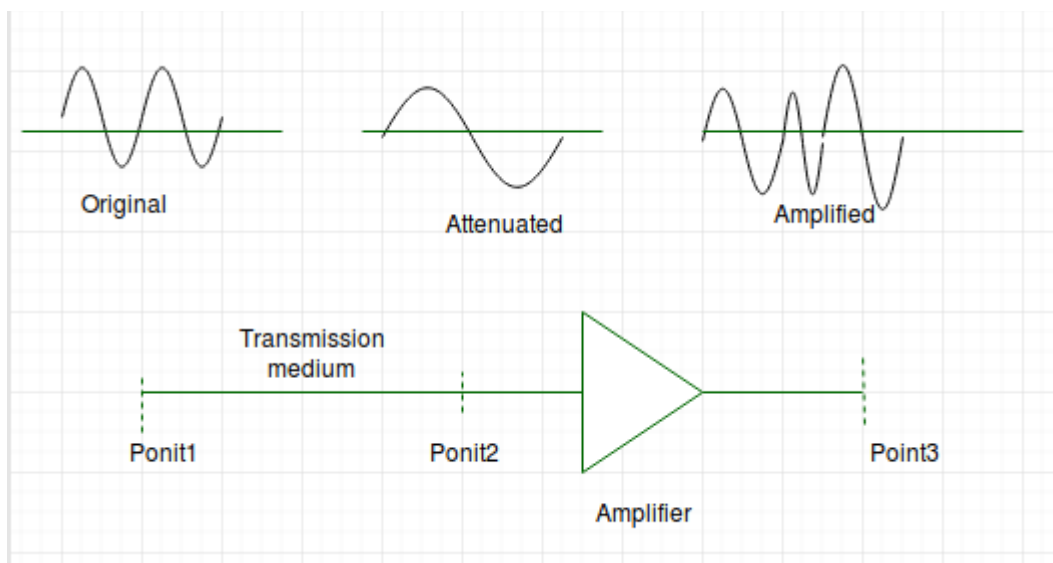 Original
Attenuated
Amplified
Transmission
medium
Ponit1
Ponit2
Point3
Amplifier